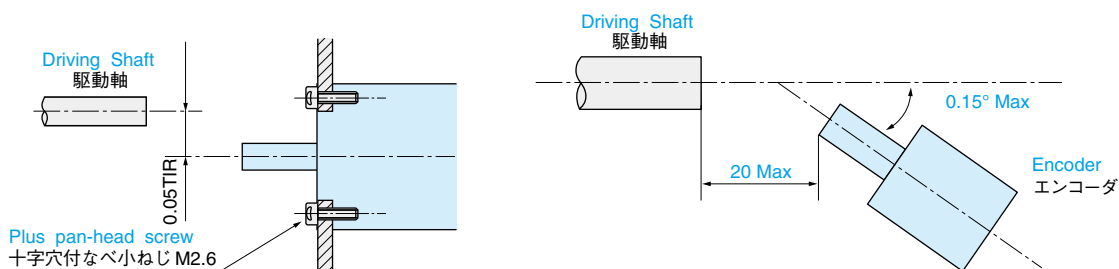 Driving Shaft
駆動軸
0.05TIR
Plus pan-head screw
十字穴付なべ小ねじ M2.6
Driving Shaft
駆動軸
0.15° Max
20 Max
Encoder
エンコーダ